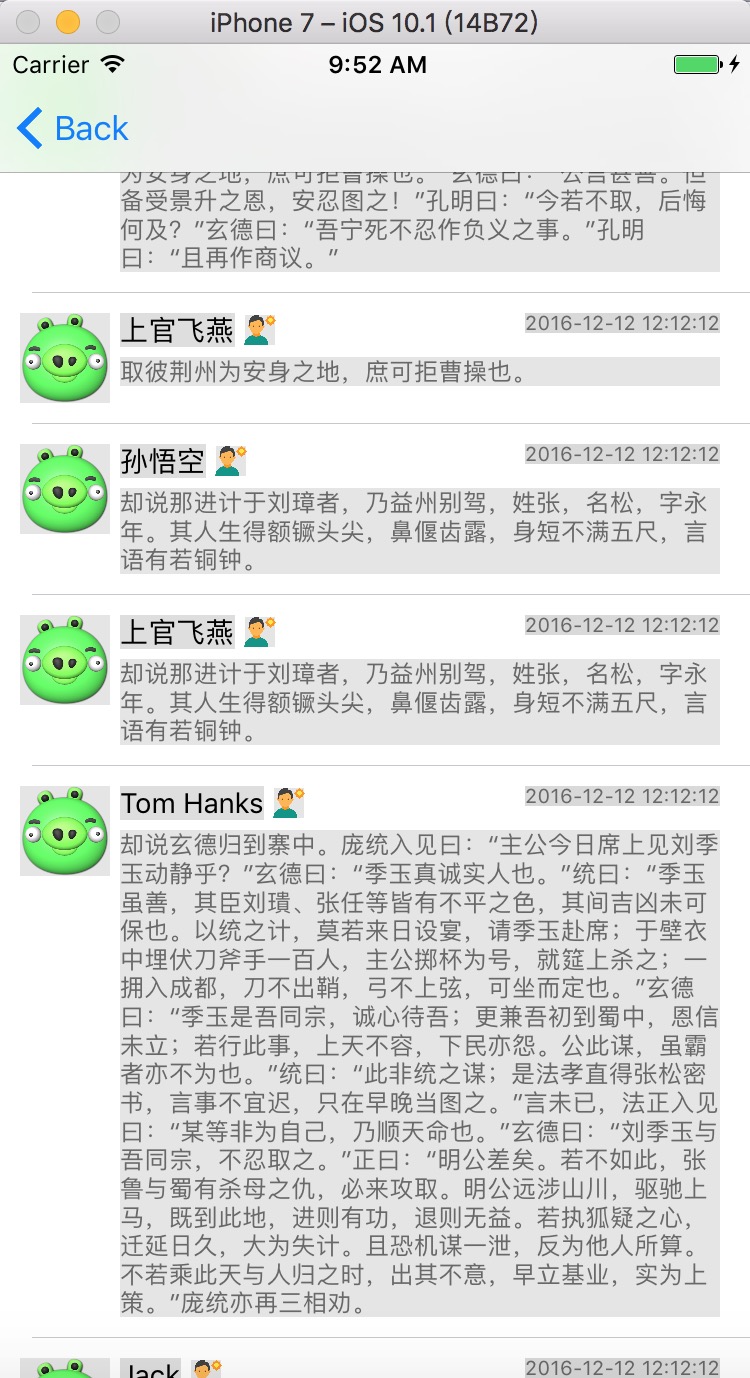 iPhone 7 – iOS 10.1 (14B72)
Carrier 9:52 AM
Back
为安身之地，庶可拒曹操也。”玄德曰：“公言甚善。但
备受景升之恩，安忍图之！”孔明曰：“今若不取，后悔
何及？”玄德曰：“吾宁死不忍作负义之事。”孔明
曰：“且再作商议。”
上官飞燕 2016-12-12 12:12:12
取彼荆州为安身之地，庶可拒曹操也。
孙悟空 2016-12-12 12:12:12
却说那进计于刘璋者，乃益州别驾，姓张，名松，字永
年。其人生得额镢头尖，鼻偃齿露，身短不满五尺，言
语有若铜钟。
上官飞燕 2016-12-12 12:12:12
却说那进计于刘璋者，乃益州别驾，姓张，名松，字永
年。其人生得额镢头尖，鼻偃齿露，身短不满五尺，言
语有若铜钟。
Tom Hanks 2016-12-12 12:12:12
却说玄德归到寨中。庞统入见曰：“主公今日席上见刘季
玉动静乎？”玄德曰：“季玉真诚实人也。”统曰：“季玉
虽善，其臣刘璝、张任等皆有不平之色，其间吉凶未可
保也。以统之计，莫若来日设宴，请季玉赴席；于壁衣
中埋伏刀斧手一百人，主公掷杯为号，就筵上杀之；一
拥入成都，刀不出鞘，弓不上弦，可坐而定也。”玄德
曰：“季玉是吾同宗，诚心待吾；更兼吾初到蜀中，恩信
未立；若行此事，上天不容，下民亦怨。公此谋，虽霸
者亦不为也。”统曰：“此非统之谋；是法孝直得张松密
书，言事不宜迟，只在早晚当图之。”言未已，法正入见
曰：“某等非为自己，乃顺天命也。”玄德曰：“刘季玉与
吾同宗，不忍取之。”正曰：“明公差矣。若不如此，张
鲁与蜀有杀母之仇，必来攻取。明公远涉山川，驱驰上
马，既到此地，进则有功，退则无益。若执狐疑之心，
迁延日久，大为失计。且恐机谋一泄，反为他人所算。
不若乘此天与人归之时，出其不意，早立基业，实为上
策。”庞统亦再三相劝。
Jack 2016-12-12 12:12:12